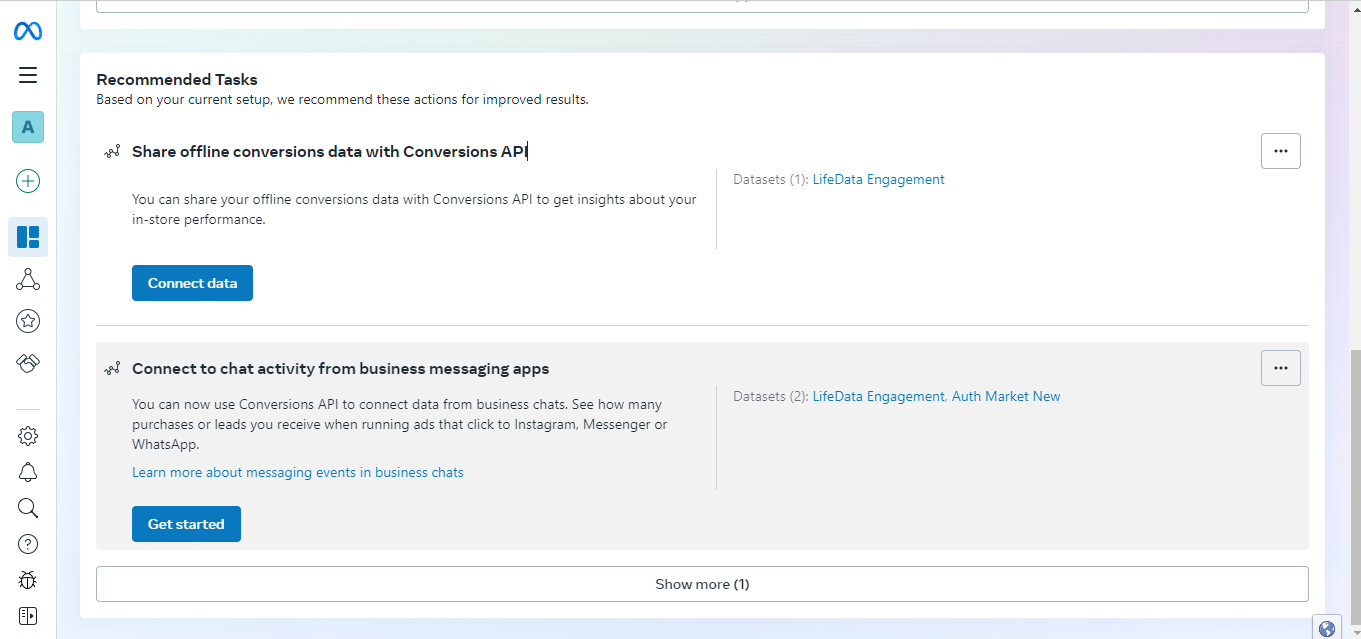 A
Recommended Tasks
Based on your current setup, we recommend these actions for improved results.
Share offline conversions data with Conversions API
...
You can share your offline conversions data with Conversions API to get insights about your
in-store performance.
Datasets (1): LifeData Engagement
Connect data
Connect to chat activity from business messaging apps
...
You can now use Conversions API to connect data from business chats. See how many
purchases or leads you receive when running ads that click to Instagram, Messenger or
WhatsApp.
Datasets (2): LifeData Engagement, Auth Market New
Learn more about messaging events in business chats
Get started
Show more (1)